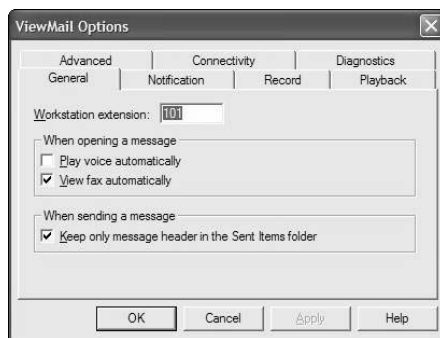 ViewMail Options
Advanced Connectivity Diagnostics
General Notification Record Playback
Workstation extension: 101
When opening a message
Play voice automatically
View fax automatically
When sending a message
Keep only message header in the Sent Items folder
OK Cancel Apply Help